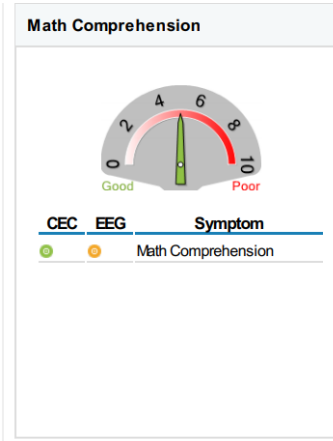 Math Comprehension
0 2 4 6 8 10
Good Poor
CEC EEG Symptom
Math Comprehension